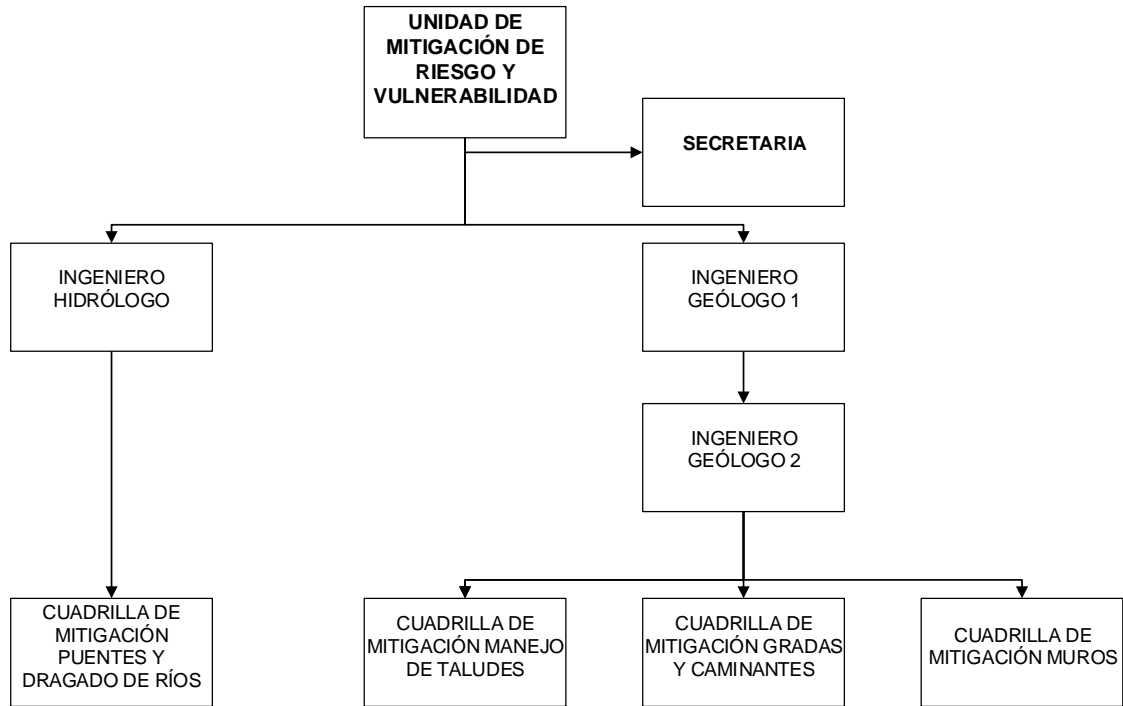 UNIDAD DE
MITIGACIÓN DE
RIESGO Y
VULNERABILIDAD
SECRETARIA
INGENIERO
HIDRÓLOGO
INGENIERO
GEÓLOGO 1
INGENIERO
GEÓLOGO 2
CUADRILLA DE
MITIGACIÓN
PUENTES Y
DRAGADO DE RÍOS
CUADRILLA DE
MITIGACIÓN MANEJO
DE TALUDES
CUADRILLA DE
MITIGACIÓN GRADAS
Y CAMINANTES
CUADRILLA DE
MITIGACIÓN MUROS